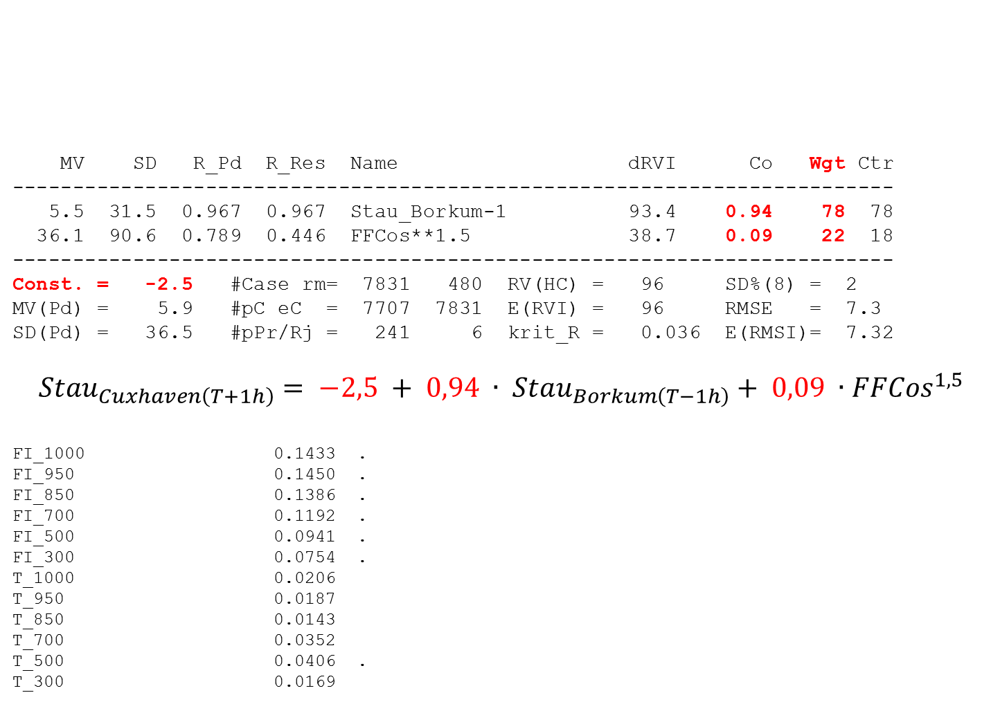 MV SD R_Pd R_Res Name dRVI Co Wgt Ctr
-------------------------------------------------------------------------
5.5 31.5 0.967 0.967 Stau_Borkum-1 93.4 0.94 78 78
36.1 90.6 0.789 0.446 FFCos**1.5 38.7 0.09 22 18
-------------------------------------------------------------------------
Const. = -2.5 #Case rm= 7831 480 RV(HC) = 96 SD%(8) = 2
MV(Pd) = 5.9 #pC eC = 7707 7831 E(RVI) = 96 RMSE = 7.3
SD(Pd) = 36.5 #pPr/Rj = 241 6 krit_R = 0.036 E(RMSI)= 7.32
Stau_{Cuxhaven(T+1h)} = −2,5 + 0,94 · Stau_{Borkum(T−1h)} + 0,09 · FFCos^{1,5}
FI_1000 0.1433 .
FI_950 0.1450 .
FI_850 0.1386 .
FI_700 0.1192 .
FI_500 0.0941 .
FI_300 0.0754 .
T_1000 0.0206
T_950 0.0187
T_850 0.0143
T_700 0.0352
T_500 0.0406 .
T_300 0.0169